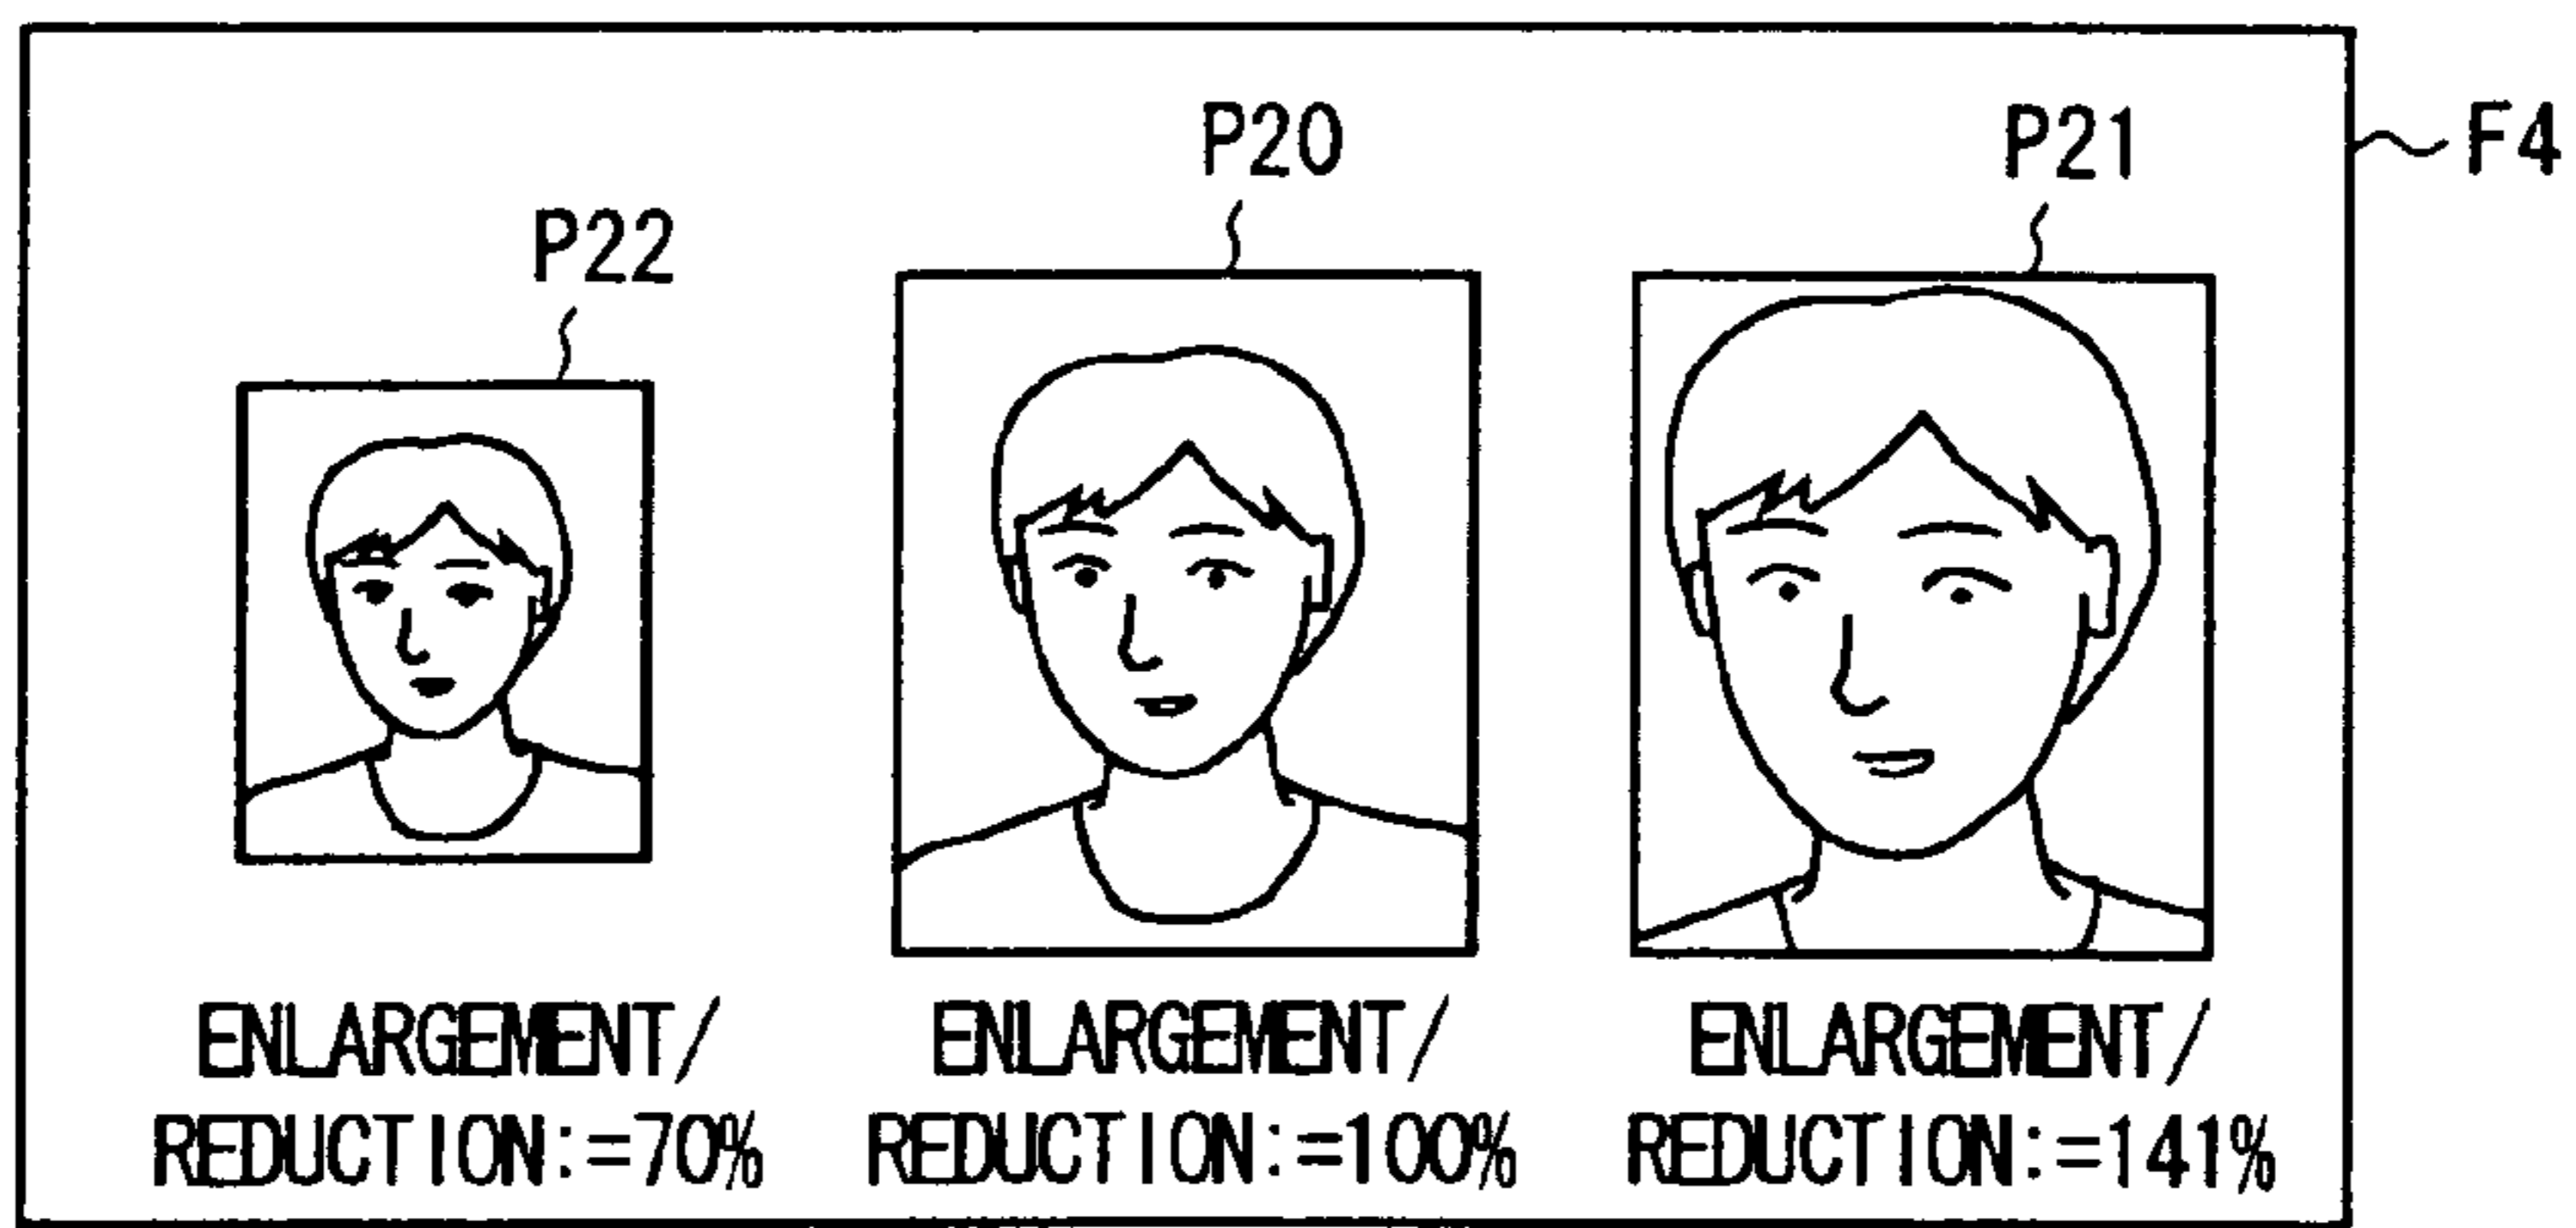 F4
P20
P21
P22
ENLARGEMENT/
REDUCTION:=70%
ENLARGEMENT/
REDUCTION:=100%
ENLARGEMENT/
REDUCTION:=141%